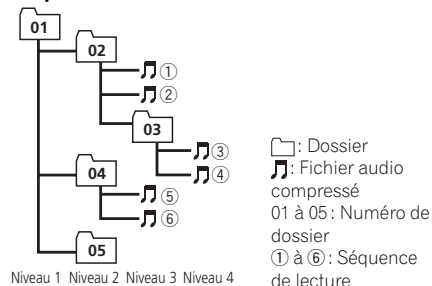 01
02
①
②
03
③
④
04
⑤
⑥
05
Niveau 1 Niveau 2 Niveau 3 Niveau 4
: Dossier
: Fichier audio
compressé
01 à 05 : Numéro de
dossier
① à ⑥ : Séquence
de lecture